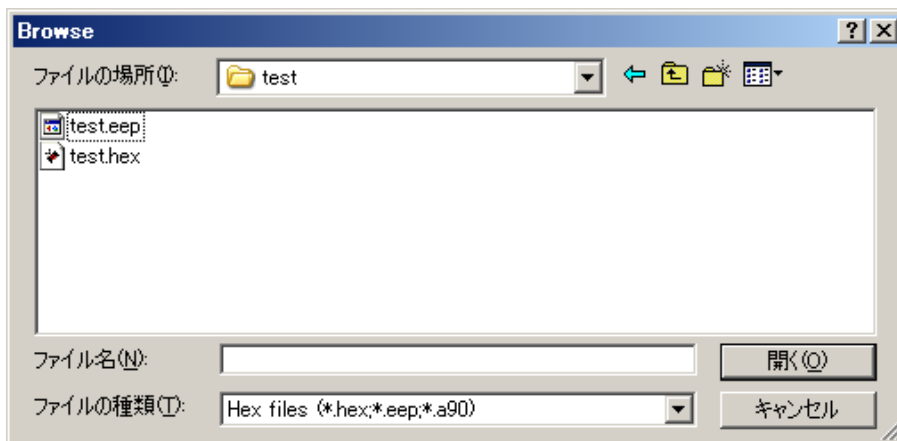 Browse
ファイルの場所(I): test
test.eep
test.hex
ファイル名(N): 開く(O)
ファイルの種類(T): Hex files (*.hex;*.eep;*.a90) キャンセル